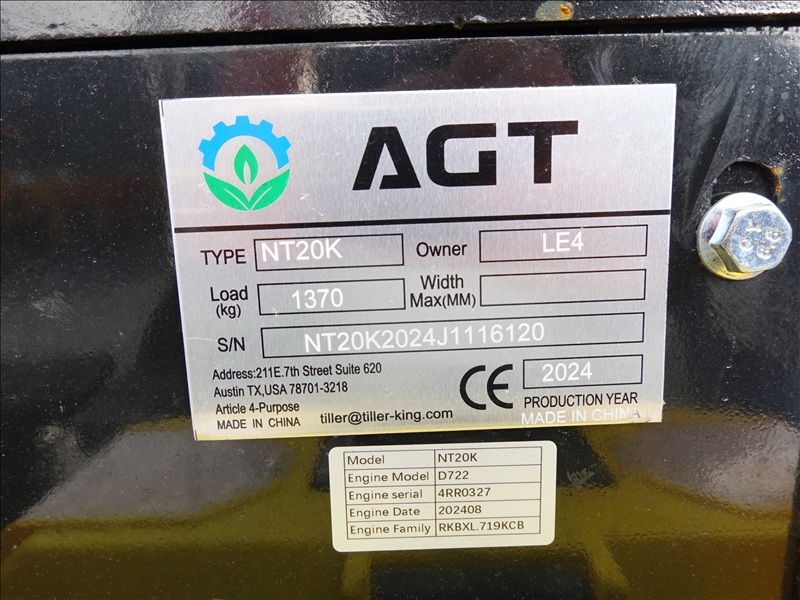 AGT
TYPE NT20K Owner LE4
Load (kg) 1370 Width Max(MM)
S/N NT20K2024J1116120
Address:211E.7th Street Suite 620
Austin TX,USA 78701-3218
Article 4-Purpose
MADE IN CHINA
tiller@tiller-king.com
CE
2024
PRODUCTION YEAR
MADE IN CHINA
Model NT20K
Engine Model D722
Engine serial 4RR0327
Engine Date 202408
Engine Family RKBXL.719KCB